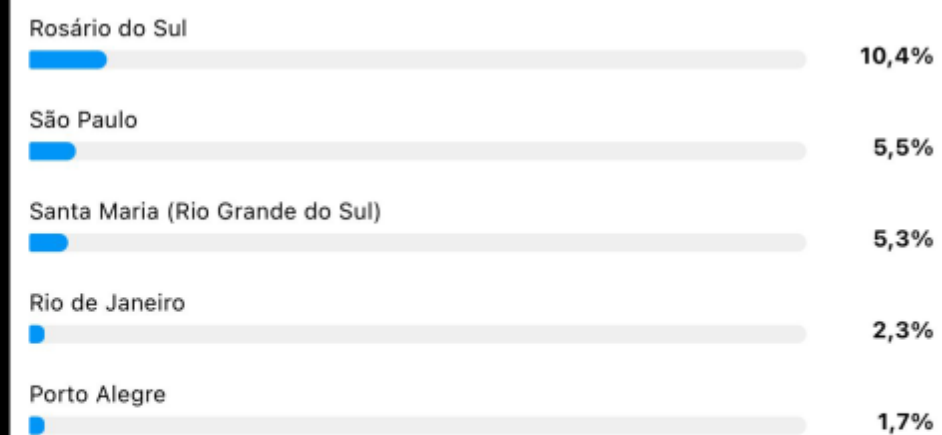 Rosário do Sul
10,4%
São Paulo
5,5%
Santa Maria (Rio Grande do Sul)
5,3%
Rio de Janeiro
2,3%
Porto Alegre
1,7%